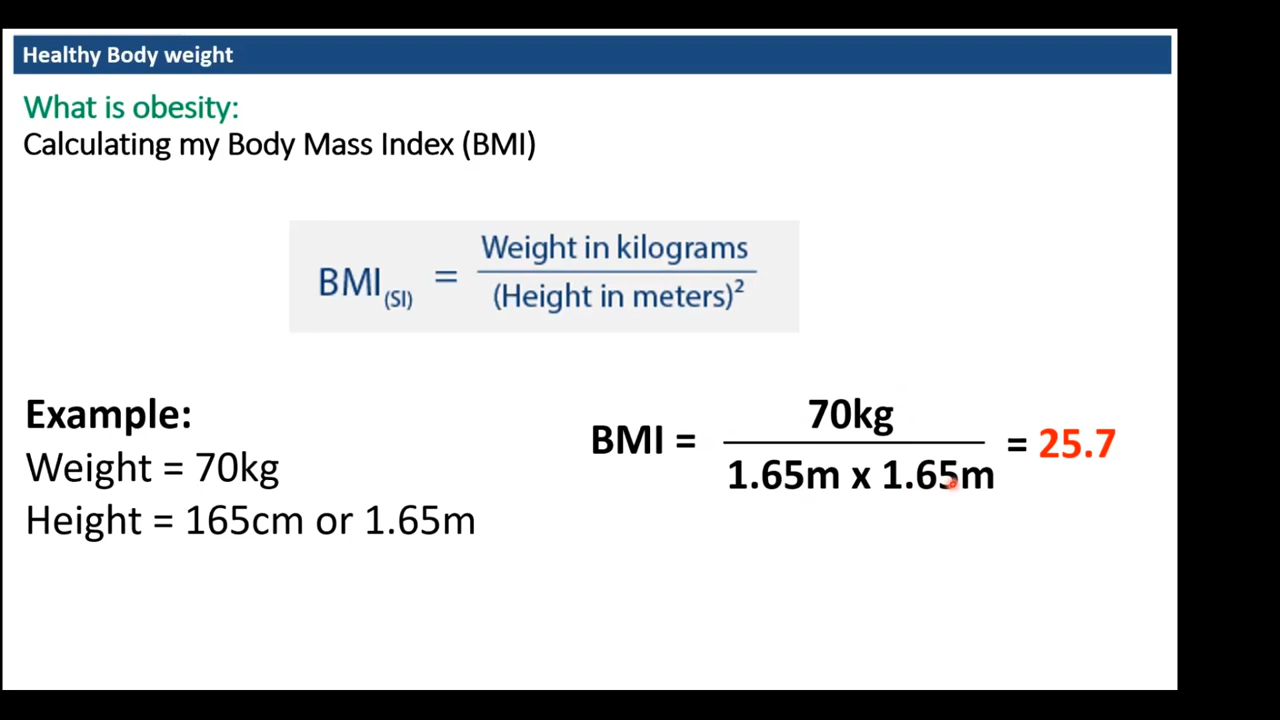 Healthy Body weight
What is obesity:
Calculating my Body Mass Index (BMI)
BMI(SI) = Weight in kilograms
(Height in meters)²
Example:
Weight = 70kg
Height = 165cm or 1.65m
BMI = 70kg
1.65m x 1.65m
= 25.7